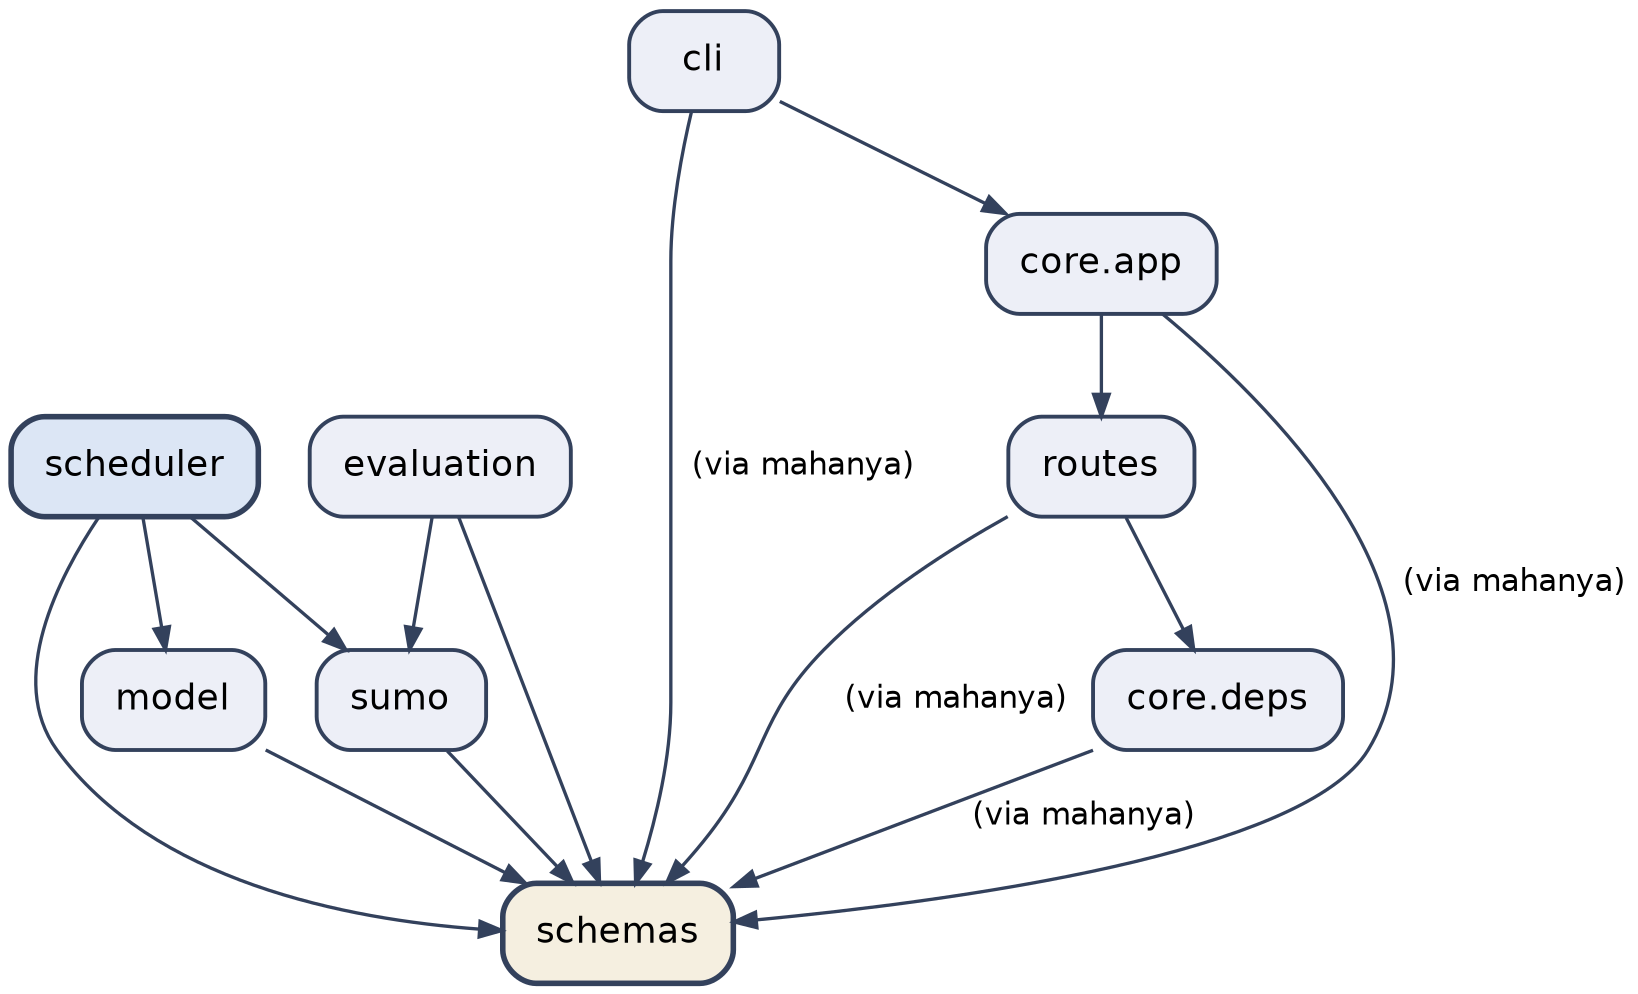 cli
core.app
scheduler
evaluation
(via mahanya)
routes
(via mahanya)
model
sumo
(via mahanya)
core.deps
(via mahanya)
schemas